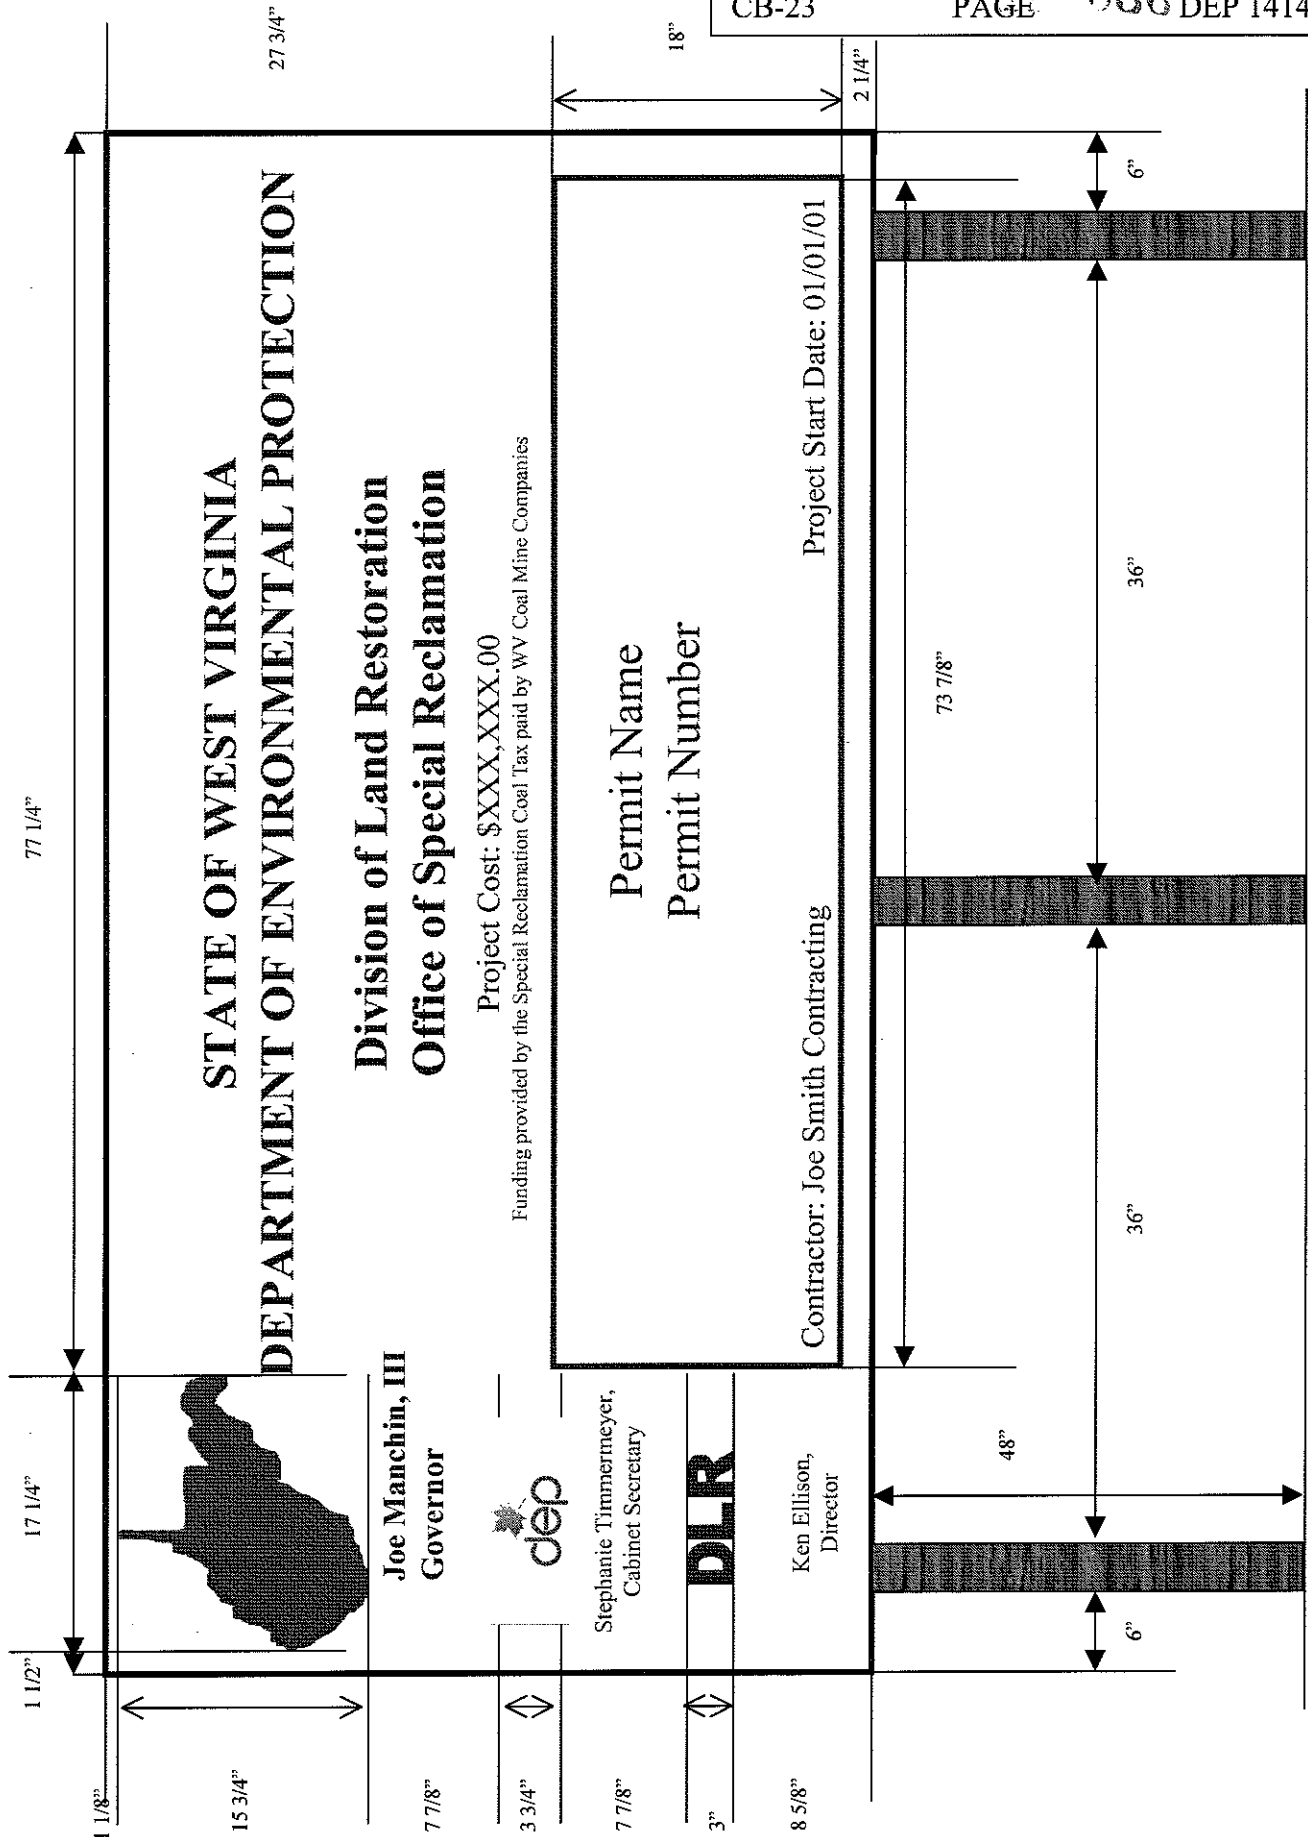 CB-23 PAGE DEP 1414
1 1/2”
17 1/4”
77 1/4”
1 1/8”
15 3/4”
7 7/8”
3 3/4”
7 7/8”
3”
8 5/8”
27 3/4”
18”
2 1/4”
STATE OF WEST VIRGINIA
DEPARTMENT OF ENVIRONMENTAL PROTECTION
Division of Land Restoration
Office of Special Reclamation
Project Cost: $XXX,XXX.00
Funding provided by the Special Reclamation Coal Tax paid by WV Coal Mine Companies
Joe Manchin, III
Governor
dep
Stephanie Timmermeyer,
Cabinet Secretary
DLR
Ken Ellison,
Director
Permit Name
Permit Number
Contractor: Joe Smith Contracting
Project Start Date: 01/01/01
73 7/8”
48”
6”
36”
36”
6”